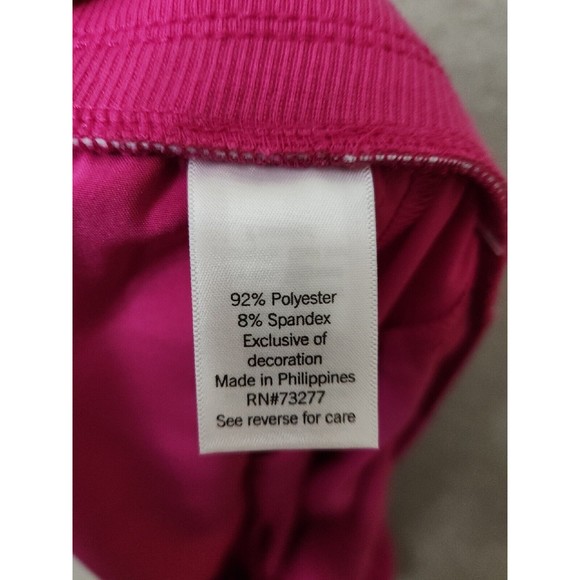 92% Polyester
8% Spandex
Exclusive of
decoration
Made in Philippines
RN#73277
See reverse for care